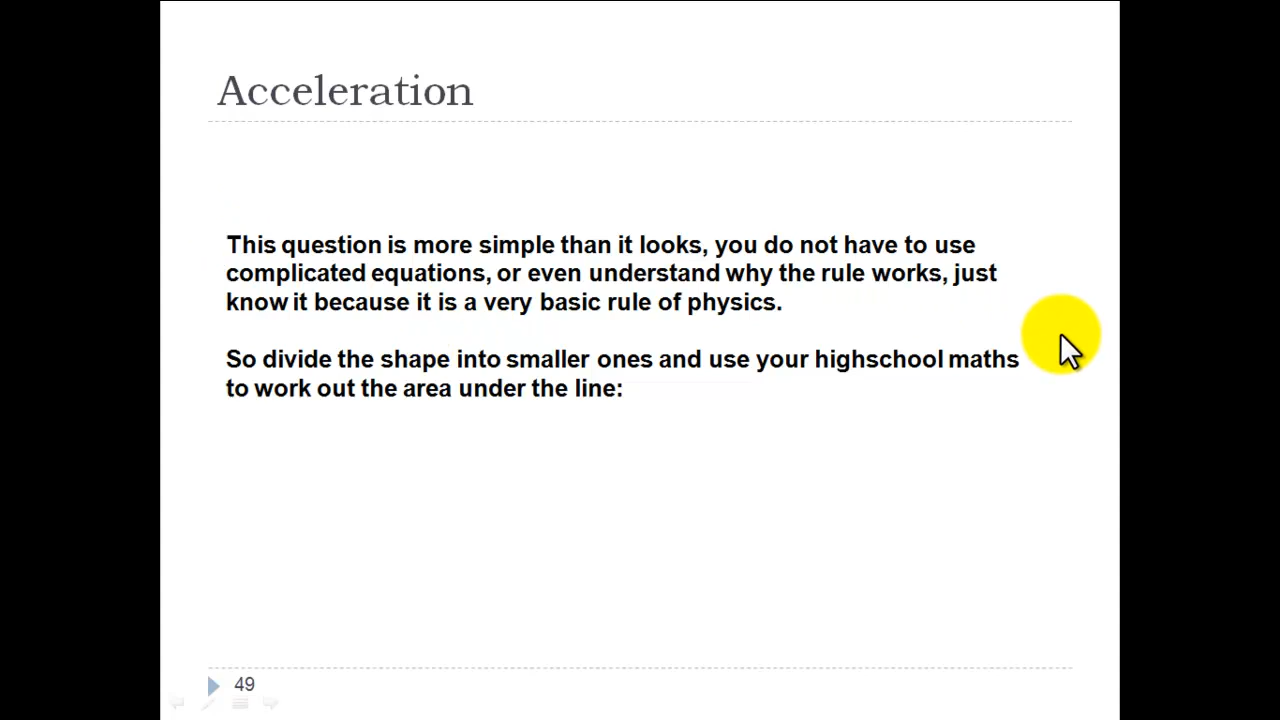 Acceleration
This question is more simple than it looks, you do not have to use
complicated equations, or even understand why the rule works, just
know it because it is a very basic rule of physics.
So divide the shape into smaller ones and use your highschool maths
to work out the area under the line:
49